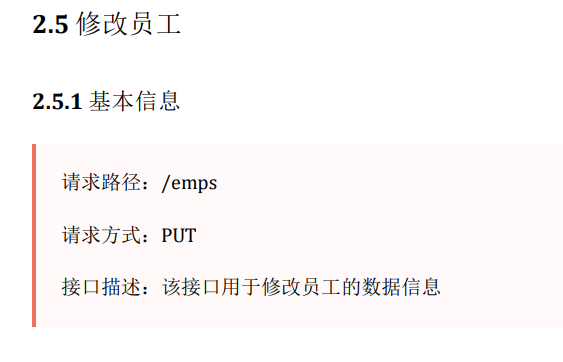 2.5 修改员工
2.5.1 基本信息
请求路径：/emps
请求方式：PUT
接口描述：该接口用于修改员工的数据信息